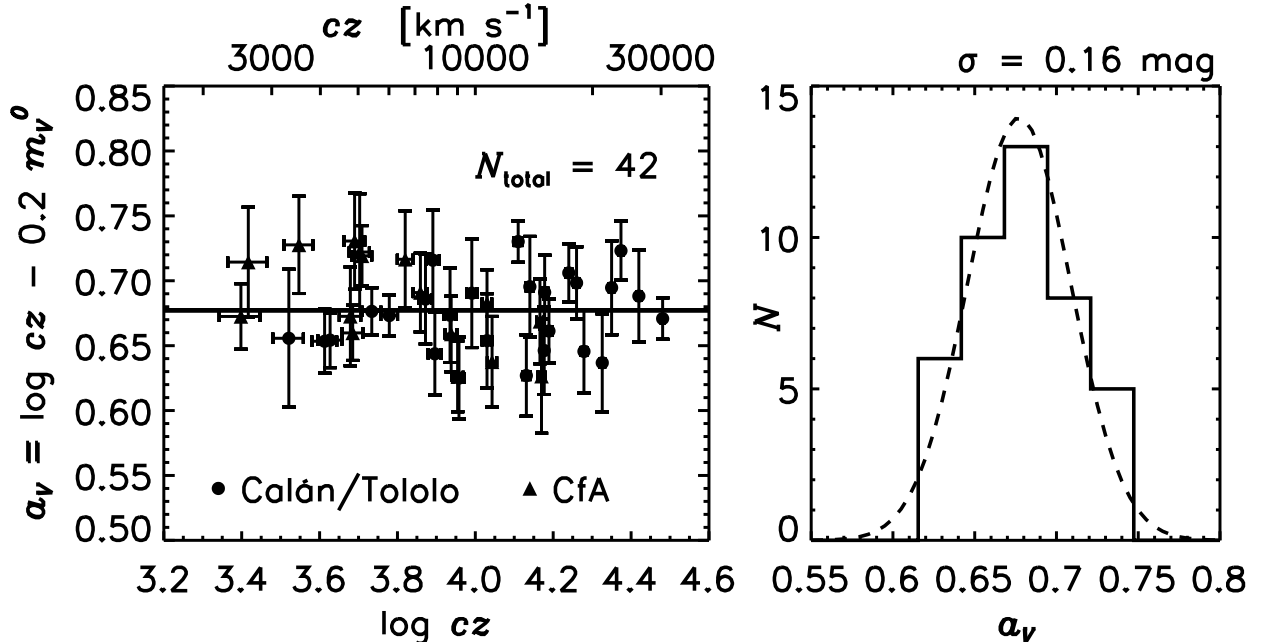 cz [km s⁻¹]
3000 10000 30000
σ = 0.16 mag
a_V = log cz − 0.2 m_V⁰
0.85
0.80
0.75
0.70
0.65
0.60
0.55
0.50
N_total = 42
Calán/Tololo CfA
3.2 3.4 3.6 3.8 4.0 4.2 4.4 4.6
log cz
N
15
10
5
0
0.55 0.6 0.65 0.7 0.75 0.8
a_V